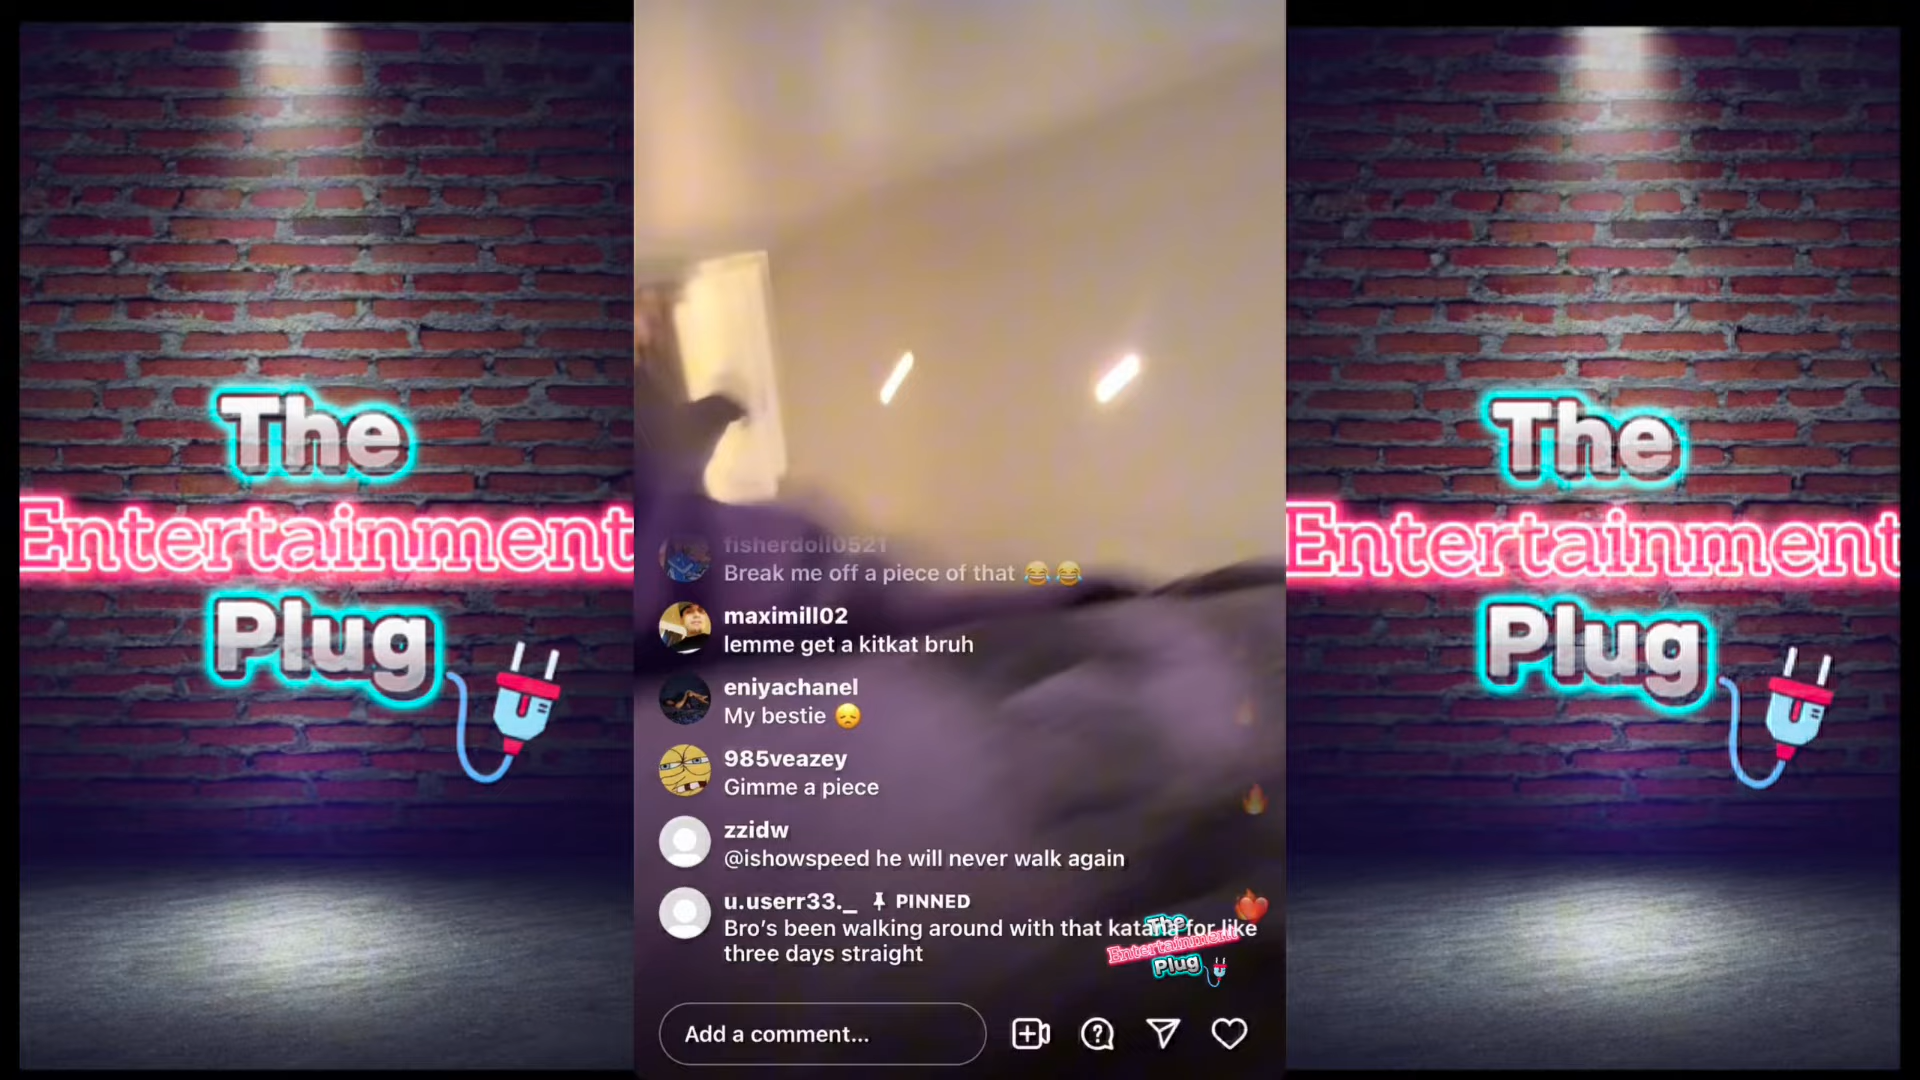 The
Entertainment
Plug
fisherdoll0521
Break me off a piece of that 😂😂
maximill02
lemme get a kitkat bruh
eniyachanel
My bestie 😞
985veazey
Gimme a piece
zzidw
@ishowspeed he will never walk again
u.userr33._ PINNED
Bro's been walking around with that katana for like
three days straight
The
Entertainment
Plug
Add a comment...
The
Entertainment
Plug